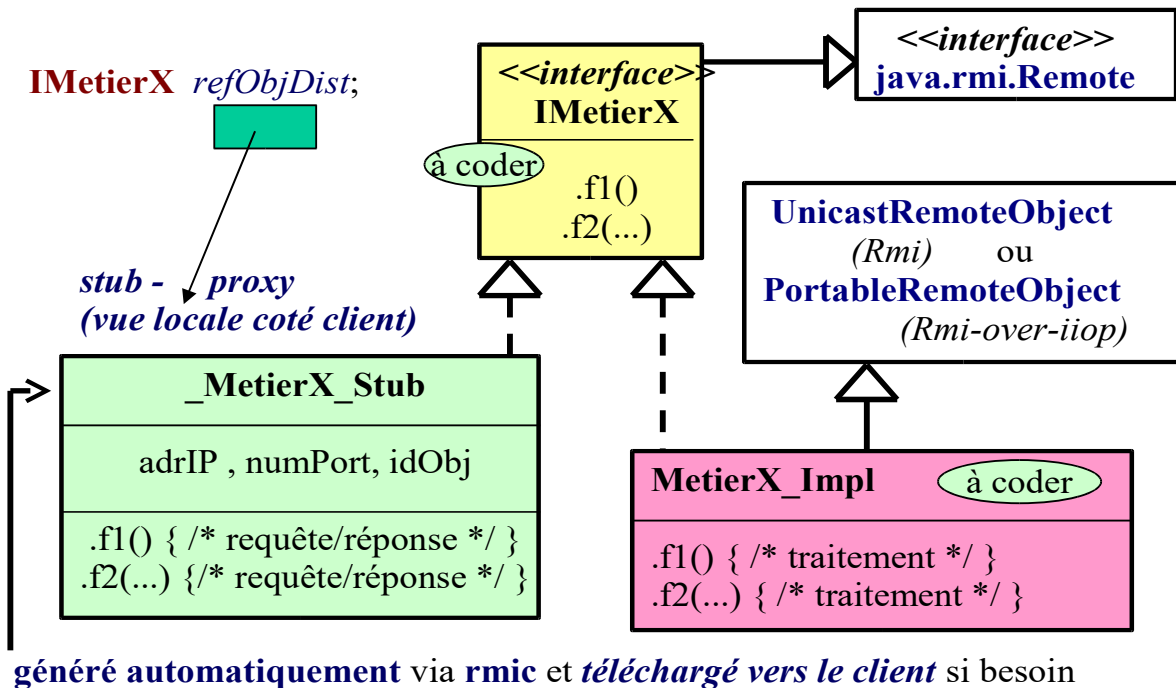 IMetierX refObjDist;
<<interface>>
IMetierX
à coder
.f1()
.f2(...)
<<interface>>
java.rmi.Remote
UnicastRemoteObject
(Rmi) ou
PortableRemoteObject
(Rmi-over-iiop)
stub - proxy
(vue locale coté client)
_MetierX_Stub
adrIP , numPort, idObj
.f1() { /* requête/réponse */ }
.f2(...) {/* requête/réponse */ }
MetierX_Impl à coder
.f1() { /* traitement */ }
.f2(...) { /* traitement */ }
généré automatiquement via rmic et téléchargé vers le client si besoin